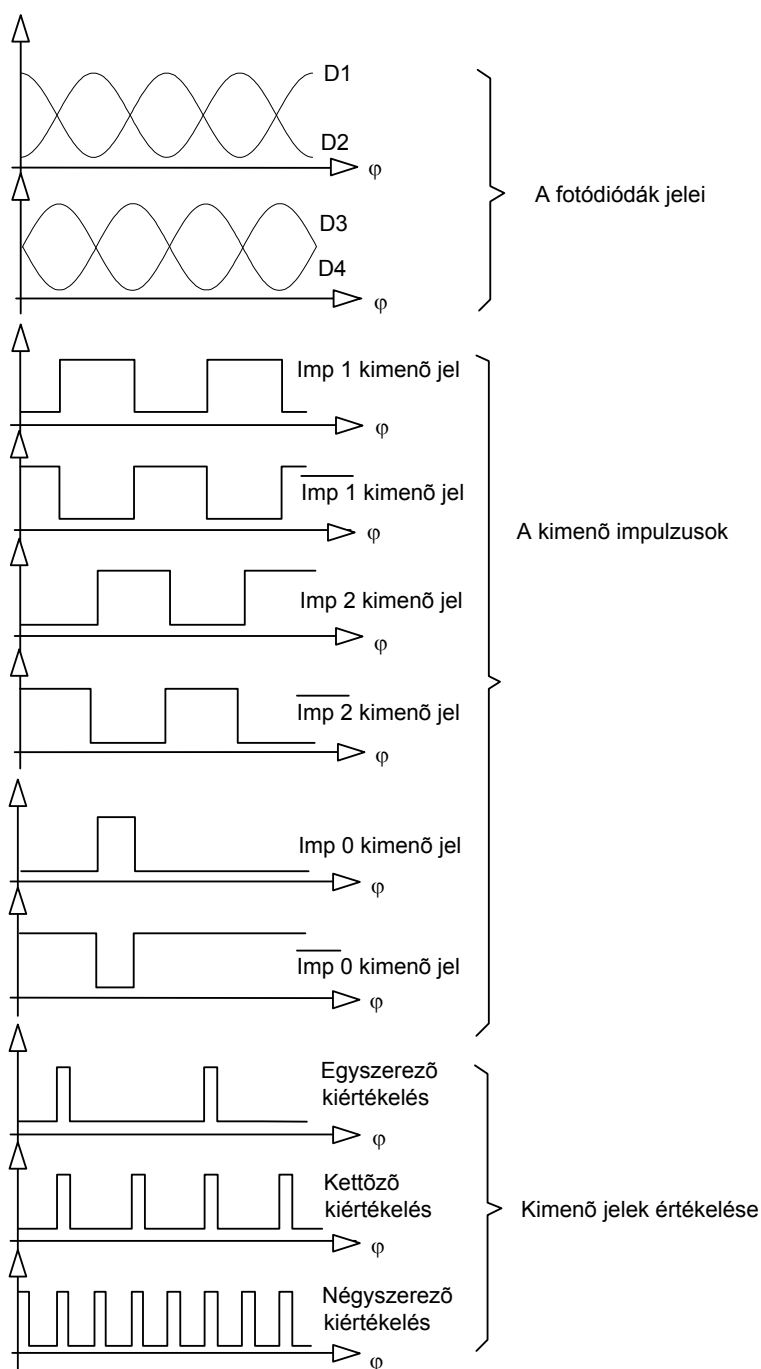 D1
D2
φ
D3
D4
φ
A fotódiódák jelei
Imp 1 kimenõ jel
φ
Imp 1 kimenõ jel
φ
Imp 2 kimenõ jel
φ
Imp 2 kimenõ jel
φ
A kimenõ impulzusok
Imp 0 kimenõ jel
φ
Imp 0 kimenõ jel
φ
Egyszerezõ
kiértékelés
φ
Kettõzõ
kiértékelés
φ
Négyszerezõ
kiértékelés
φ
Kimenõ jelek értékelése